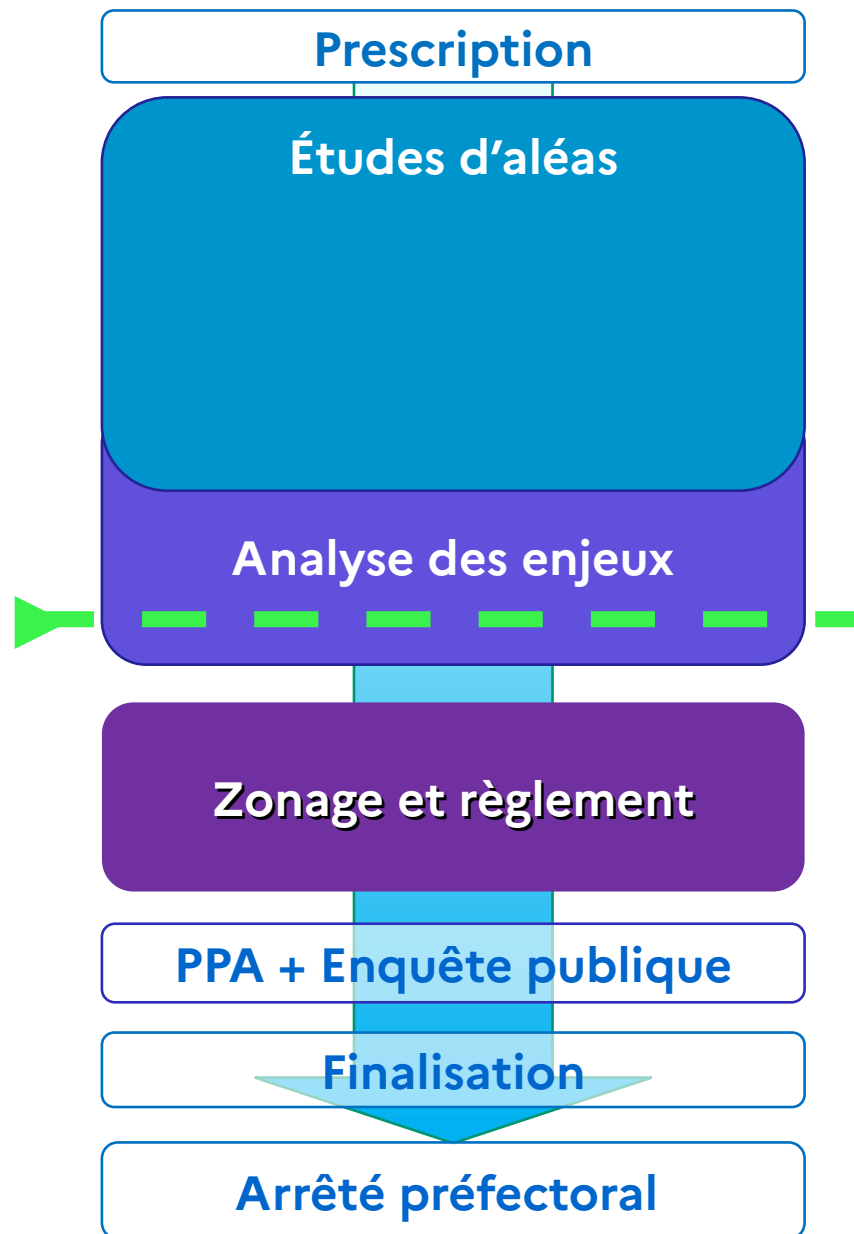 Prescription
Études d’aléas
Analyse des enjeux
Zonage et règlement
PPA + Enquête publique
Finalisation
Arrêté préfectoral